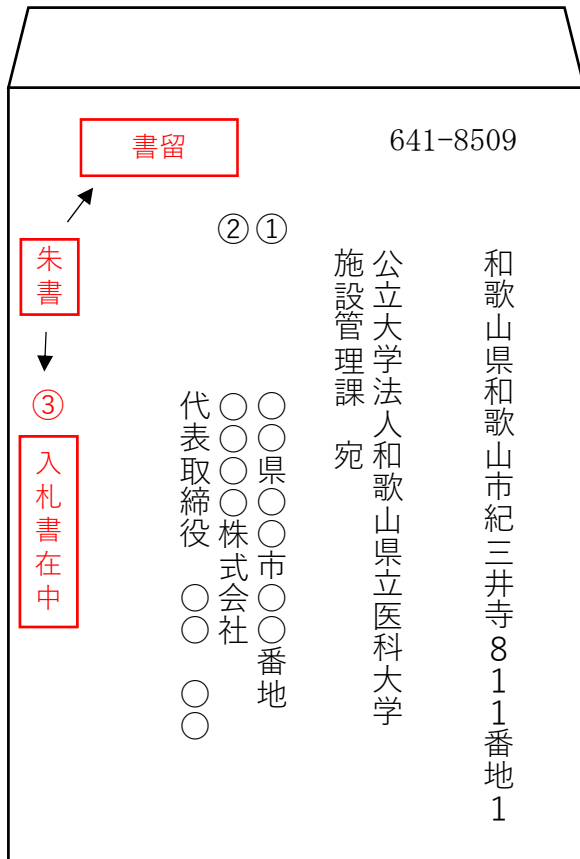 書留
641-8509
和歌山県和歌山市紀三井寺811番地1
公立大学法人和歌山県立医科大学
施設管理課 宛
①
○○県○○市○○番地
②
○○○○株式会社
代表取締役 ○○ ○○
朱書
③
入札書在中